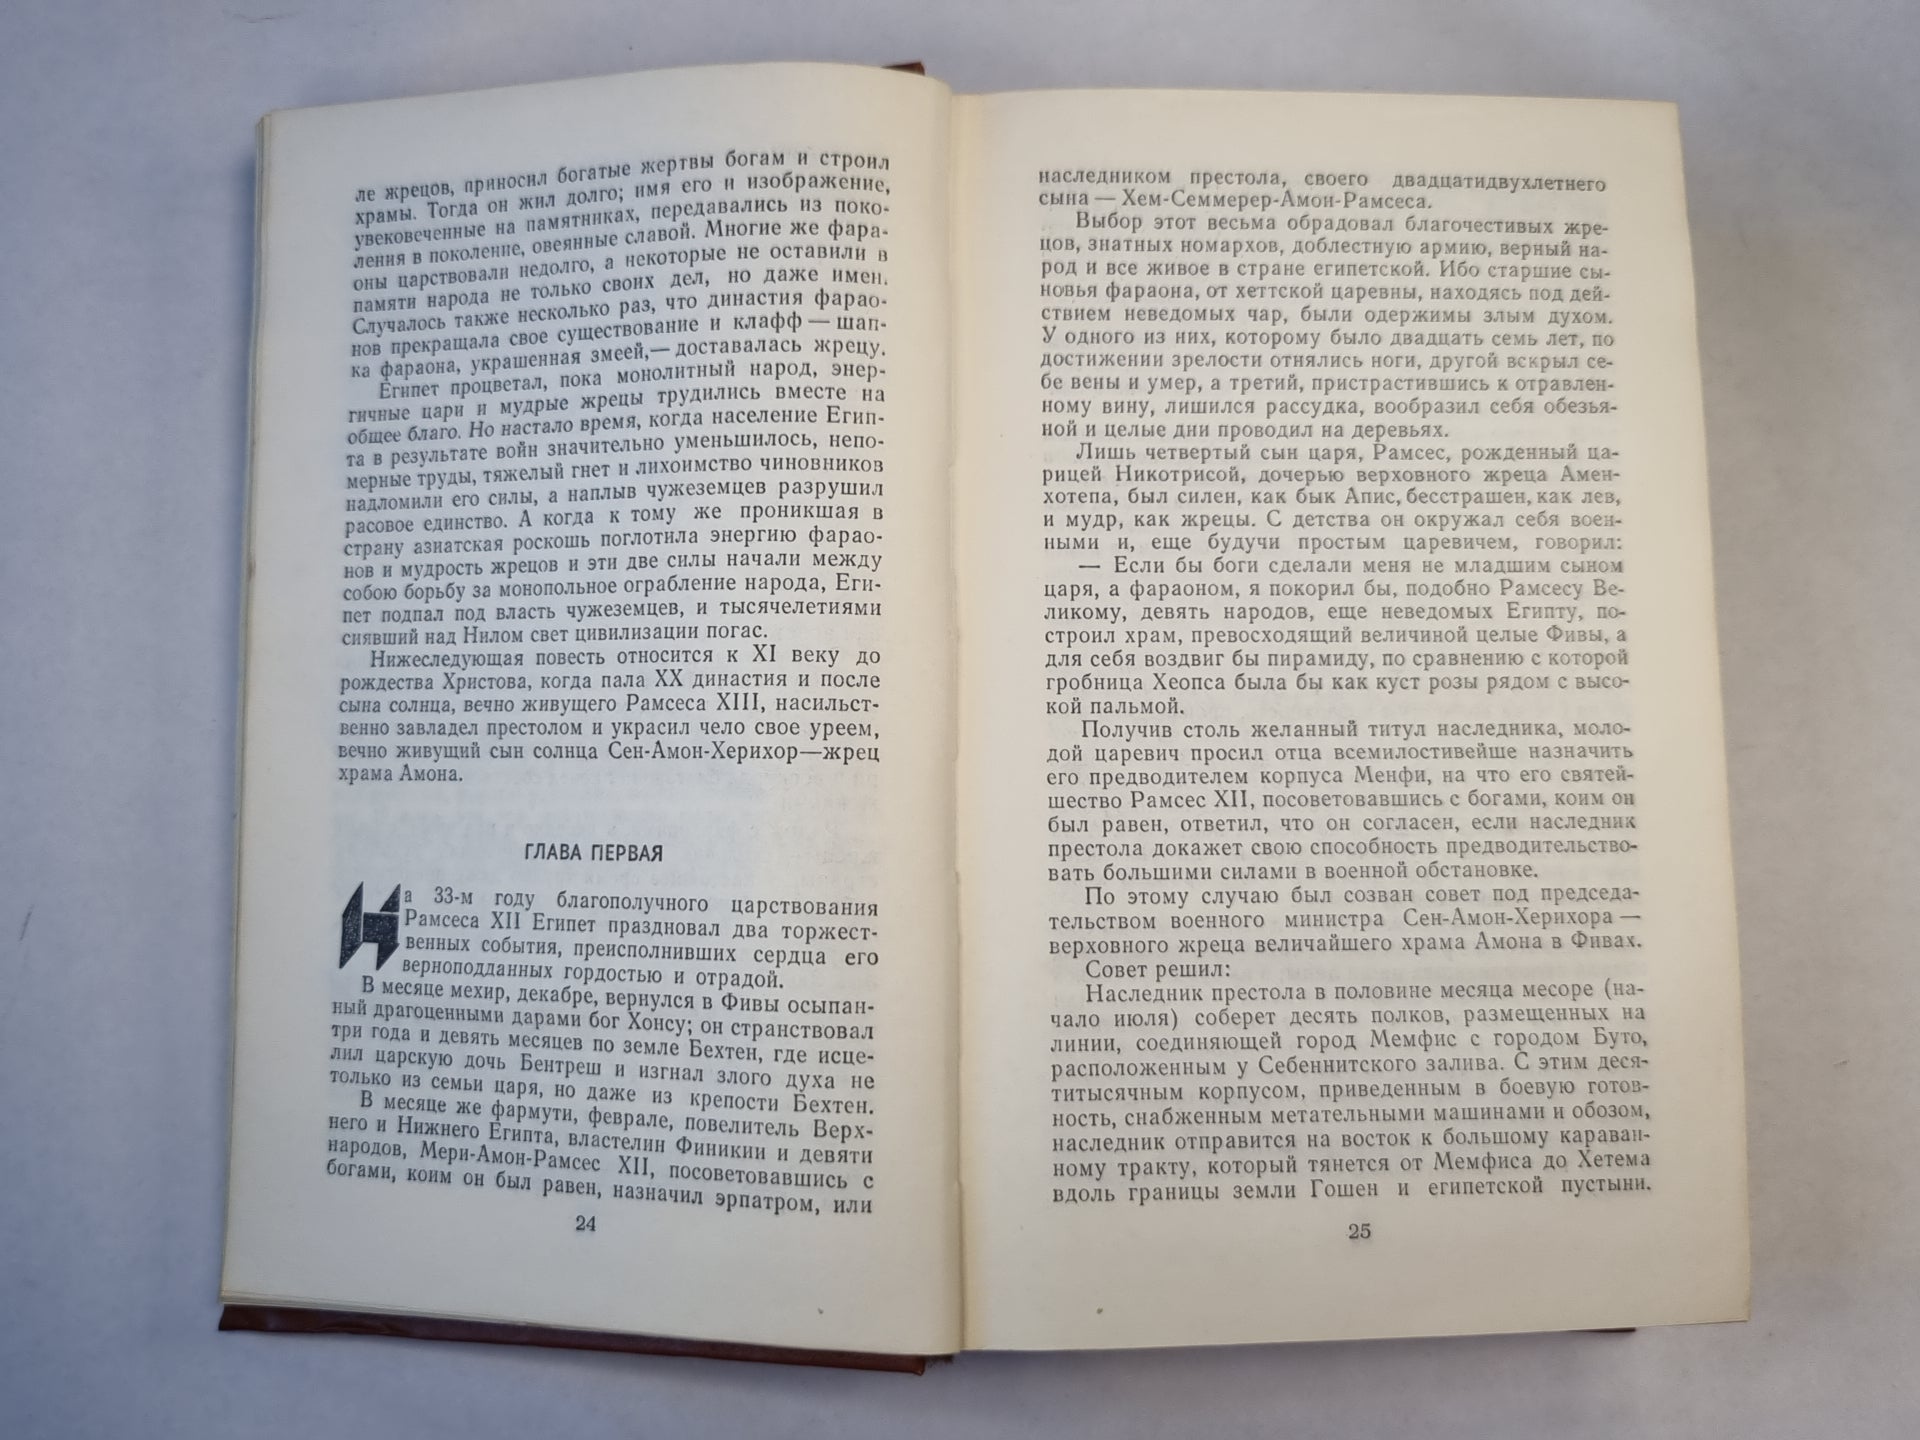 ле жрецов, приносил богатые жертвы богам и строил
храмы. Тогда он жил долго; имя его и изображение,
увековеченные на памятниках, передавались из поко-
ления в поколение, овеянные славой. Многие же фара-
оны царствовали недолго, а некоторые не оставили в
памяти народа не только своих дел, но даже имен.
Случалось также несколько раз, что династия фарао-
нов прекращала свое существование и клафф — шап-
ка фараона, украшенная змеей,— доставалась жрецу.
Египет процветал, пока монолитный народ, энер-
гичные цари и мудрые жрецы трудились вместе на
общее благо. Но настало время, когда население Егип-
та в результате войн значительно уменьшилось, непо-
мерные труды, тяжелый гнет и лихоимство чиновников
надломили его силы, а наплыв чужеземцев разрушил
расовое единство. А когда к тому же проникшая в
страну азиатская роскошь поглотила энергию фарао-
нов и мудрость жрецов и эти две силы начали между
собою борьбу за монопольное ограбление народа, Еги-
пет подпал под власть чужеземцев, и тысячелетиями
сиявший над Нилом свет цивилизации погас.
Нижеследующая повесть относится к XI веку до
рождества Христова, когда пала XX династия и после
сына солнца, вечно живущего Рамсеса XIII, насильст-
венно завладел престолом и украсил чело свое уреем,
вечно живущий сын солнца Сен-Амон-Херихор—жрец
храма Амона.
ГЛАВА ПЕРВАЯ
На 33-м году благополучного царствования
Рамсеса XII Египет праздновал два торжест-
венных события, преисполнивших сердца его
верноподданных гордостью и отрадой.
В месяце мехир, декабре, вернулся в Фивы осыпан-
ный драгоценными дарами бог Хонсу; он странствовал
три года и девять месяцев по земле Бехтен, где исце-
лил царскую дочь Бентреш и изгнал злого духа не
только из семьи царя, но даже из крепости Бехтен.
В месяце же фармути, феврале, повелитель Верх-
него и Нижнего Египта, властелин Финикии и девяти
народов, Мери-Амон-Рамсес XII, посоветовавшись с
богами, коим он был равен, назначил эрпатром, или
24
наследником престола, своего двадцатидвухлетнего
сына — Хем-Семмерер-Амон-Рамсеса.
Выбор этот весьма обрадовал благочестивых жре-
цов, знатных номархов, доблестную армию, верный на-
род и все живое в стране египетской. Ибо старшие сы-
новья фараона, от хеттской царевны, находясь под дей-
ствием неведомых чар, были одержимы злым духом.
У одного из них, которому было двадцать семь лет, по
достижении зрелости отнялись ноги, другой вскрыл се-
бе вены и умер, а третий, пристрастившись к отравлен-
ному вину, лишился рассудка, вообразил себя обезья-
ной и целые дни проводил на деревьях.
Лишь четвертый сын царя, Рамсес, рожденный ца-
рицей Никотрисой, дочерью верховного жреца Амен-
хотепа, был силен, как бык Апис, бесстрашен, как лев,
и мудр, как жрецы. С детства он окружал себя воен-
ными и, еще будучи простым царевичем, говорил:
— Если бы боги сделали меня не младшим сыном
царя, а фараоном, я покорил бы, подобно Рамсесу Ве-
ликому, девять народов, еще неведомых Египту, по-
строил храм, превосходящий величиной целые Фивы, а
для себя воздвиг бы пирамиду, по сравнению с которой
гробница Хеопса была бы как куст розы рядом с высо-
кой пальмой.
Получив столь желанный титул наследника, моло-
дой царевич просил отца всемилостивейше назначить
его предводителем корпуса Менфи, на что его святей-
шество Рамсес XII, посоветовавшись с богами, коим он
был равен, ответил, что он согласен, если наследник
престола докажет свою способность предводительство-
вать большими силами в военной обстановке.
По этому случаю был созван совет под председа-
тельством военного министра Сен-Амон-Херихора —
верховного жреца величайшего храма Амона в Фивах.
Совет решил:
Наследник престола в половине месяца месоре (на-
чало июля) соберет десять полков, размещенных на
линии, соединяющей город Мемфис с городом Буто,
расположенным у Себеннитского залива. С этим деся-
титысячным корпусом, приведенным в боевую готов-
ность, снабженным метательными машинами и обозом,
наследник отправится на восток к большому караван-
ному тракту, который тянется от Мемфиса до Хетема
вдоль границы земли Гошен и египетской пустыни.
25